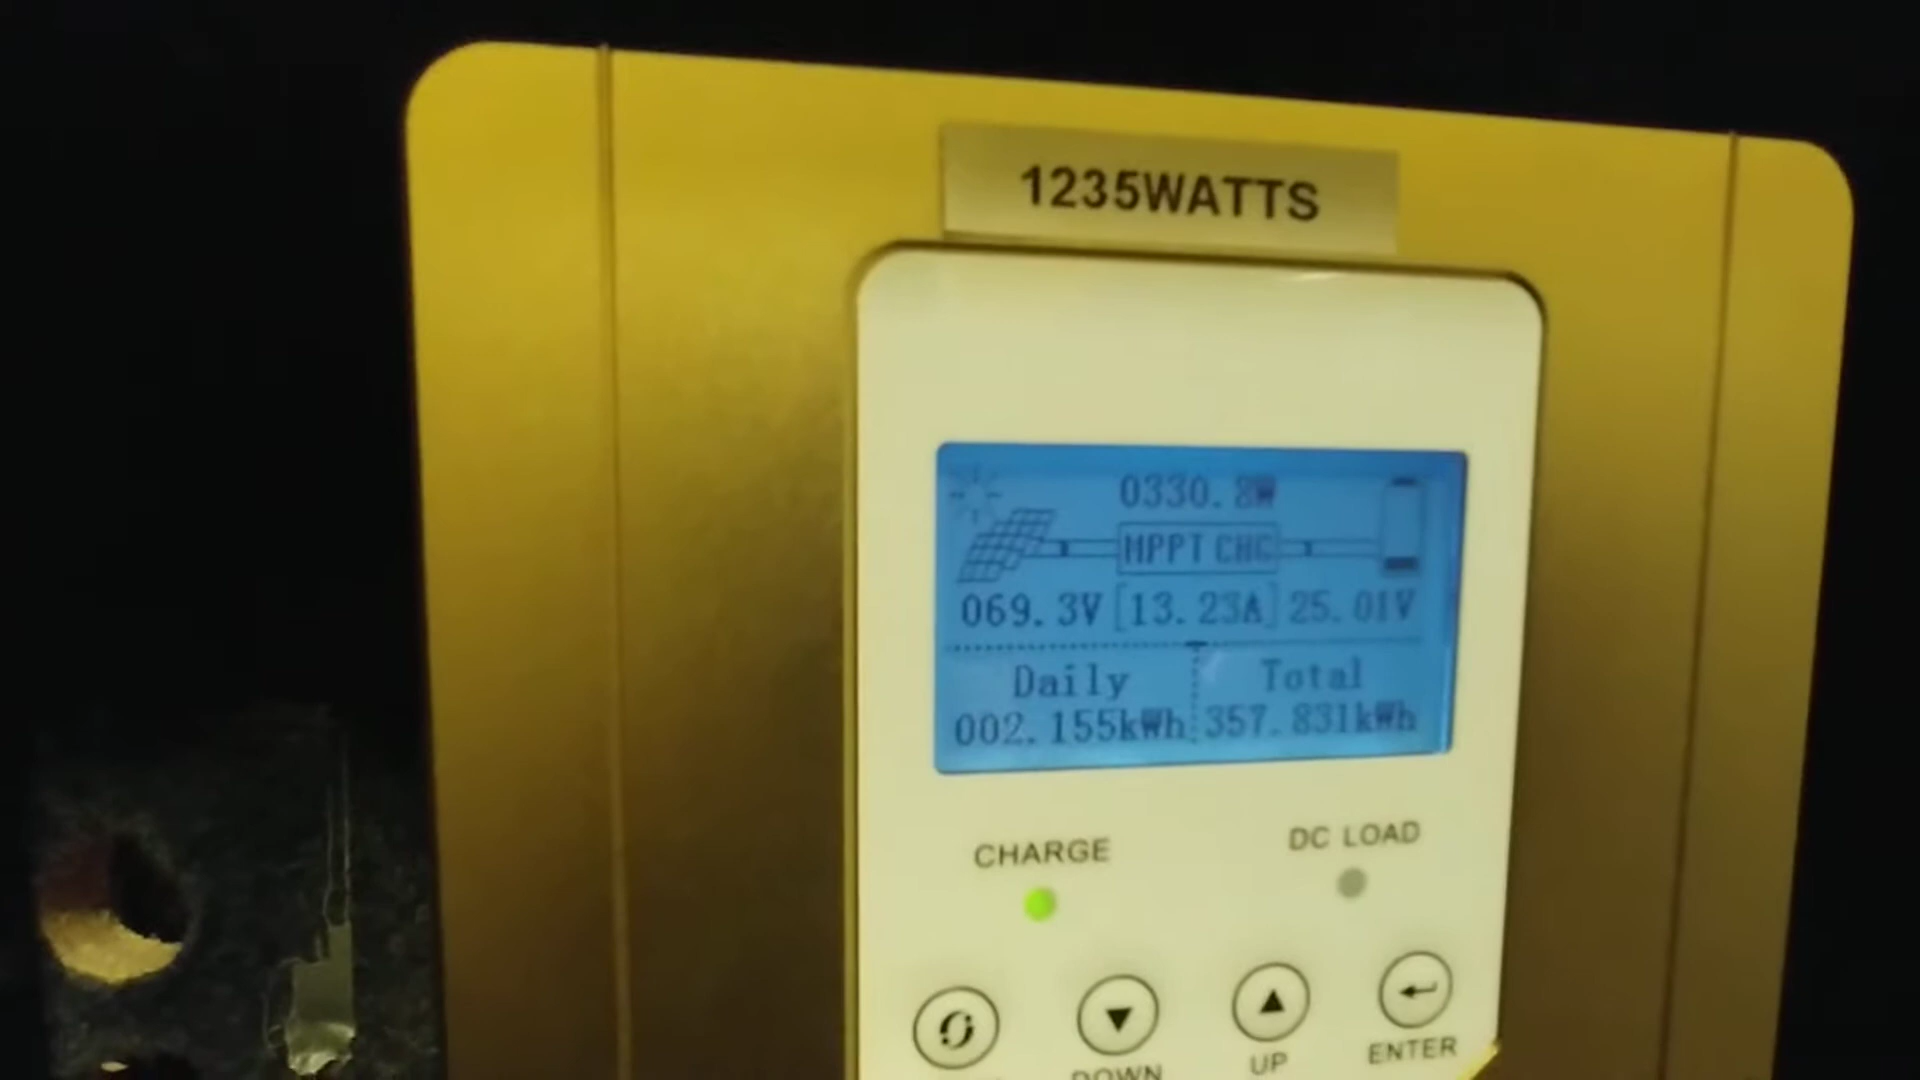 1235WATTS
0330.8W
MPPT CHG
069.3V [13.23A] 25.01V
Daily Total
002.155kWh 357.831kWh
CHARGE DC LOAD
DOWN UP ENTER